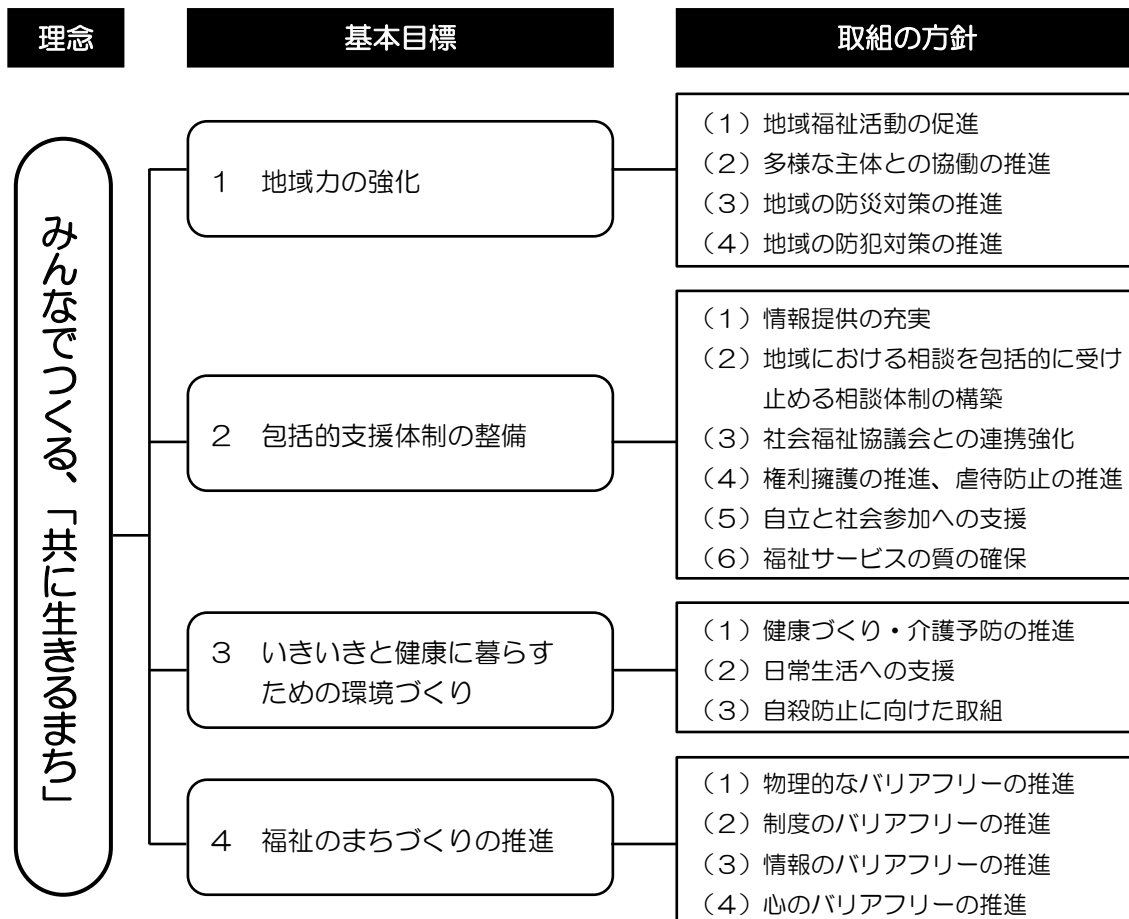 理念
基本目標
取組の方針
みんなでつくる、「共に生きるまち」
1 地域力の強化
(1)地域福祉活動の促進
(2)多様な主体との協働の推進
(3)地域の防災対策の推進
(4)地域の防犯対策の推進
2 包括的支援体制の整備
(1)情報提供の充実
(2)地域における相談を包括的に受け
止める相談体制の構築
(3)社会福祉協議会との連携強化
(4)権利擁護の推進、虐待防止の推進
(5)自立と社会参加への支援
(6)福祉サービスの質の確保
3 いきいきと健康に暮らす
ための環境づくり
(1)健康づくり・介護予防の推進
(2)日常生活への支援
(3)自殺防止に向けた取組
4 福祉のまちづくりの推進
(1)物理的なバリアフリーの推進
(2)制度のバリアフリーの推進
(3)情報のバリアフリーの推進
(4)心のバリアフリーの推進